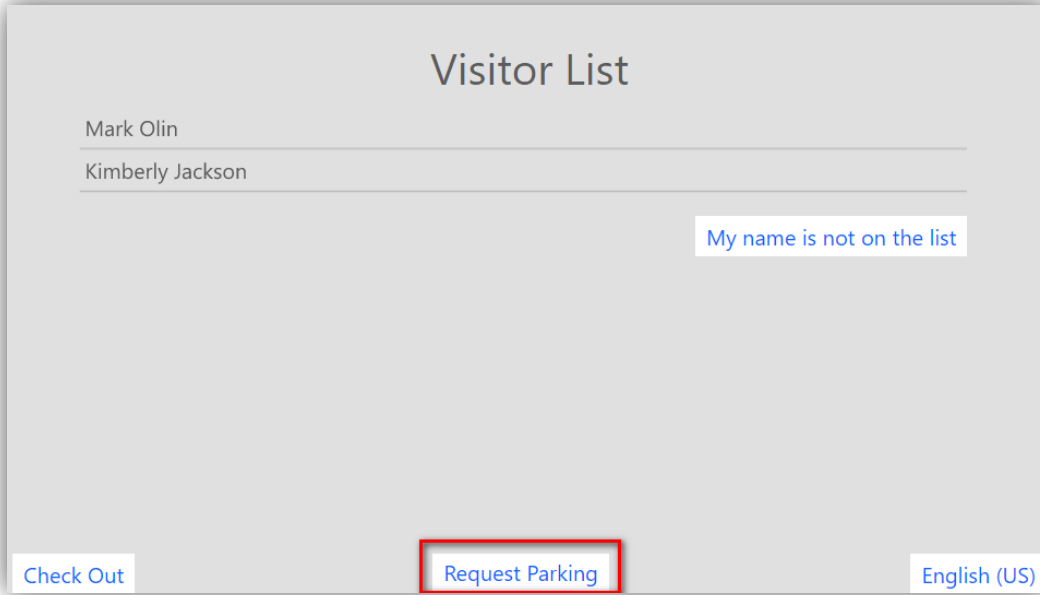 Visitor List
Mark Olin
Kimberly Jackson
My name is not on the list
Check Out
Request Parking
English (US)